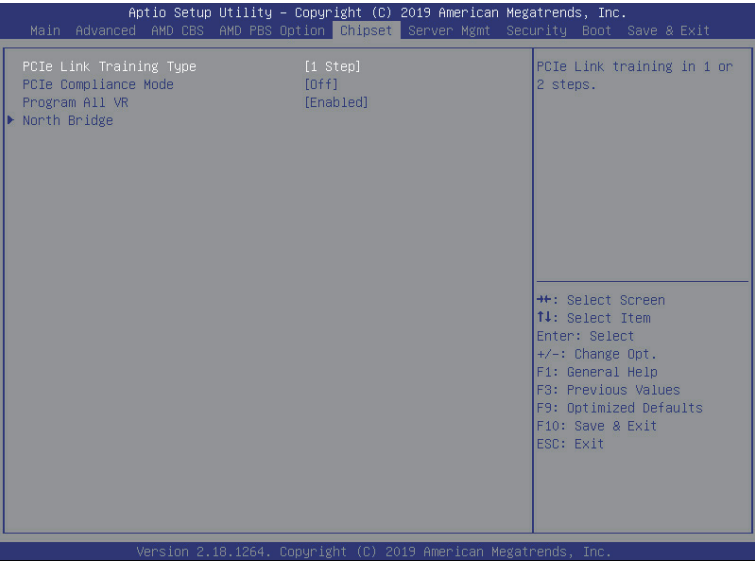 Aptio Setup Utility – Copyright (C) 2019 American Megatrends, Inc.
Main Advanced AMD CBS AMD PBS Option Chipset Server Mgmt Security Boot Save & Exit
PCIe Link Training Type [1 Step]
PCIe Compliance Mode [Off]
Program All VR [Enabled]
North Bridge
PCIe Link training in 1 or
2 steps.
→←: Select Screen
↑↓: Select Item
Enter: Select
+/-: Change Opt.
F1: General Help
F3: Previous Values
F9: Optimized Defaults
F10: Save & Exit
ESC: Exit
Version 2.18.1264. Copyright (C) 2019 American Megatrends, Inc.